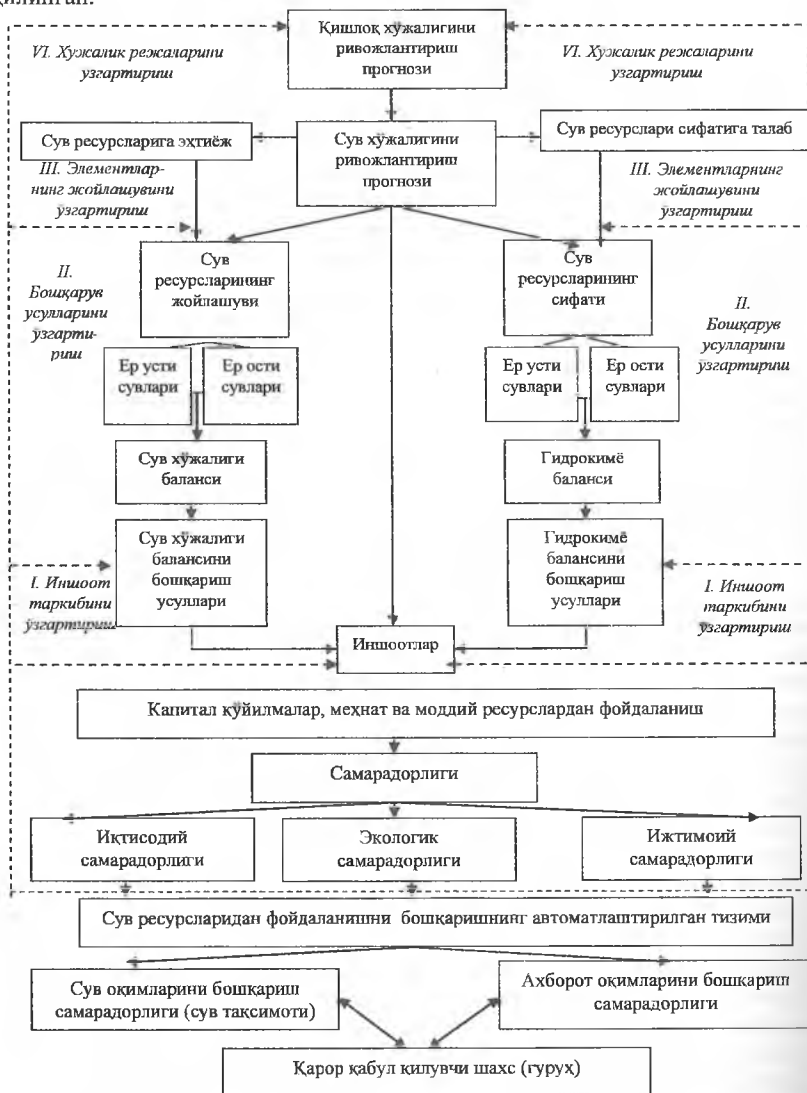 қилинган.
Қишлоқ хўжалигини
ривожлантириш
прогнози
VI. Хужалик режаларини
узгартириш
VI. Хужалик режаларини
узгартириш
Сув ресурсларига эҳтиёж
Сув хўжалигини
ривожлантириш
прогнози
Сув ресурслари сифатига талаб
III. Элементлар-
нинг жойлашувини
ўзгартириш
III. Элементларнинг
жойлашувини
ўзгартириш
Сув
ресурсларининг
жойлашуви
Сув
ресурсларининг
сифати
II.
Бошқарув
усулларини
ўзгарти-
риш
II.
Бошқарув
усулларини
ўзгартириш
Ер усти
сувлари
Ер ости
сувлари
Ер усти
сувлари
Ер ости
сувлари
Сув хўжалиги
баланси
Гидрокимё
баланси
Сув хўжалиги
балансини
бошқариш
усуллари
Гидрокимё
балансини
бошқариш
усуллари
I. Иншоот
таркибини
ўзгартириш
I. Иншоот
таркибини
узгартириш
Иншоотлар
Капитал қўйилмалар, меҳнат ва моддий ресурслардан фойдаланиш
Самарадорлиги
Иқтисодий
самарадорлиги
Экологик
самарадорлиги
Ижтимоий
самарадорлиги
Сув ресурсларидан фойдаланишни бошқаришнинг автоматлаштирилган тизими
Сув оқимларини бошқариш
самарадорлиги (сув тақсимоти)
Ахборот оқимларини бошқариш
самарадорлиги
Қарор қабул қилувчи шахс (гуруҳ)